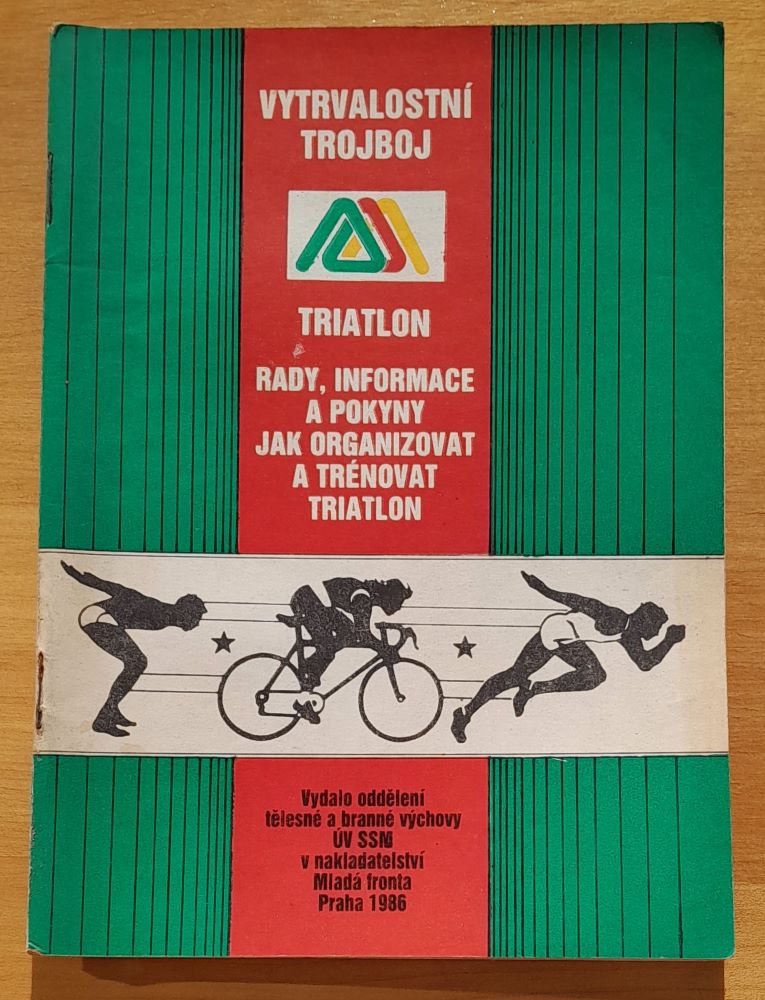 VYTRVALOSTNÍ
TROJBOJ
TRIATLON
RADY, INFORMACE
A POKYNY
JAK ORGANIZOVAT
A TRÉNOVAT
TRIATLON
Vydalo oddělení
tělesné a branné výchovy
ÚV SSM
v nakladatelství
Mladá fronta
Praha 1986